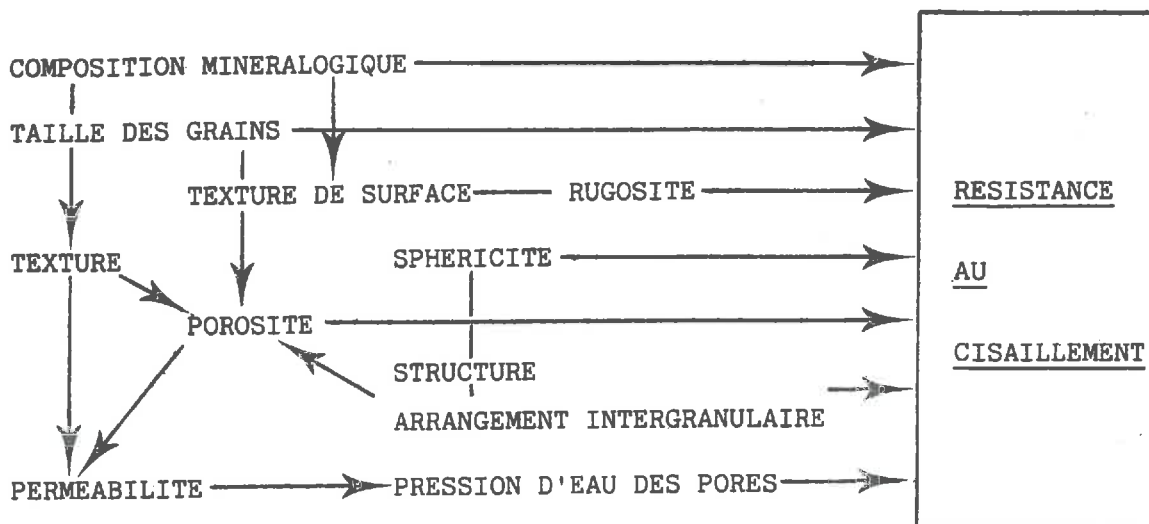 COMPOSITION MINERALOGIQUE
TAILLE DES GRAINS
TEXTURE DE SURFACE RUGOSITE
TEXTURE SPHERICITE
POROSITE
STRUCTURE
ARRANGEMENT INTERGRANULAIRE
PERMEABILITE PRESSION D'EAU DES PORES
RESISTANCE
AU
CISAILLEMENT